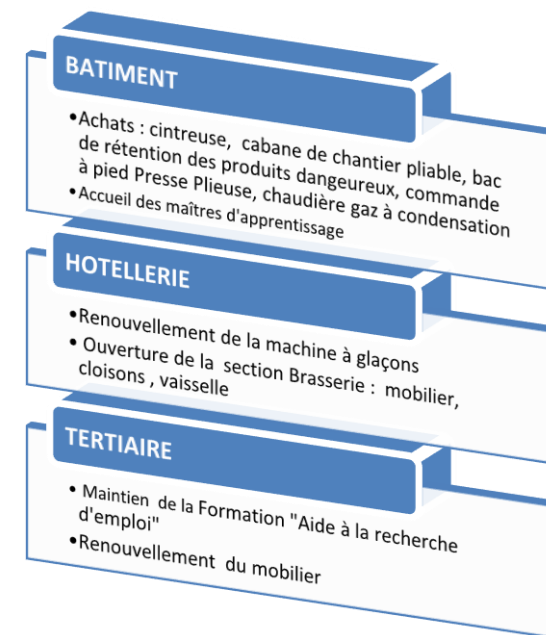 BATIMENT
•Achats : cintreuse, cabane de chantier pliable, bac
de rétention des produits dangeureux, commande
à pied Presse Plieuse, chaudière gaz à condensation
•Accueil des maîtres d'apprentissage
HOTELLERIE
•Renouvellement de la machine à glaçons
• Ouverture de la section Brasserie : mobilier,
cloisons , vaisselle
TERTIAIRE
• Maintien de la Formation "Aide à la recherche
d'emploi"
•Renouvellement du mobilier